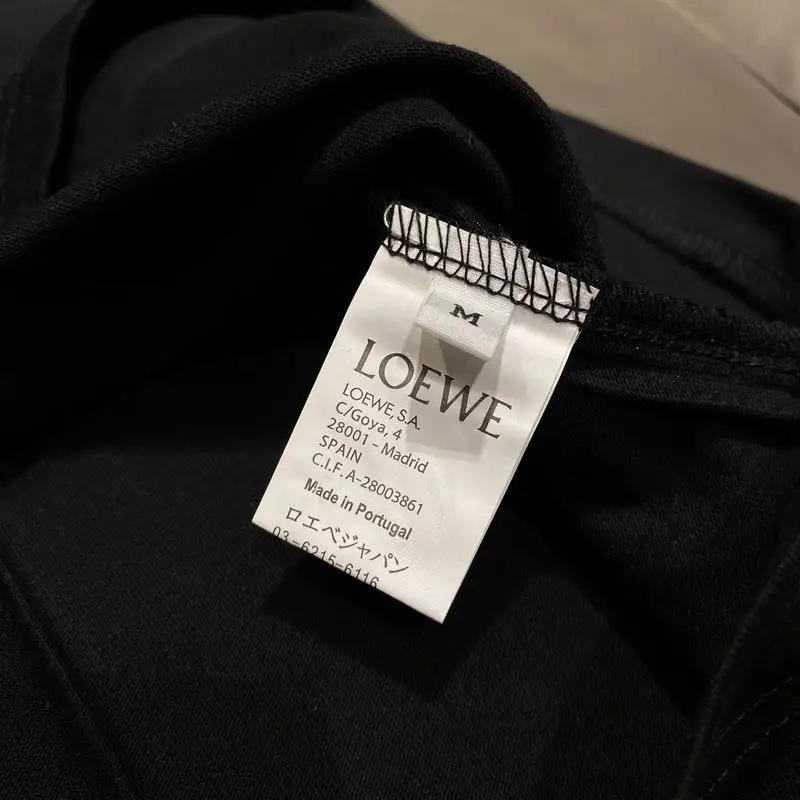 M
LOEWE
LOEWE, S.A.
C/Goya, 4
28001 - Madrid
SPAIN
C.I.F. A-28003861
Made in Portugal
ロエベジャパン
03-6215-6116